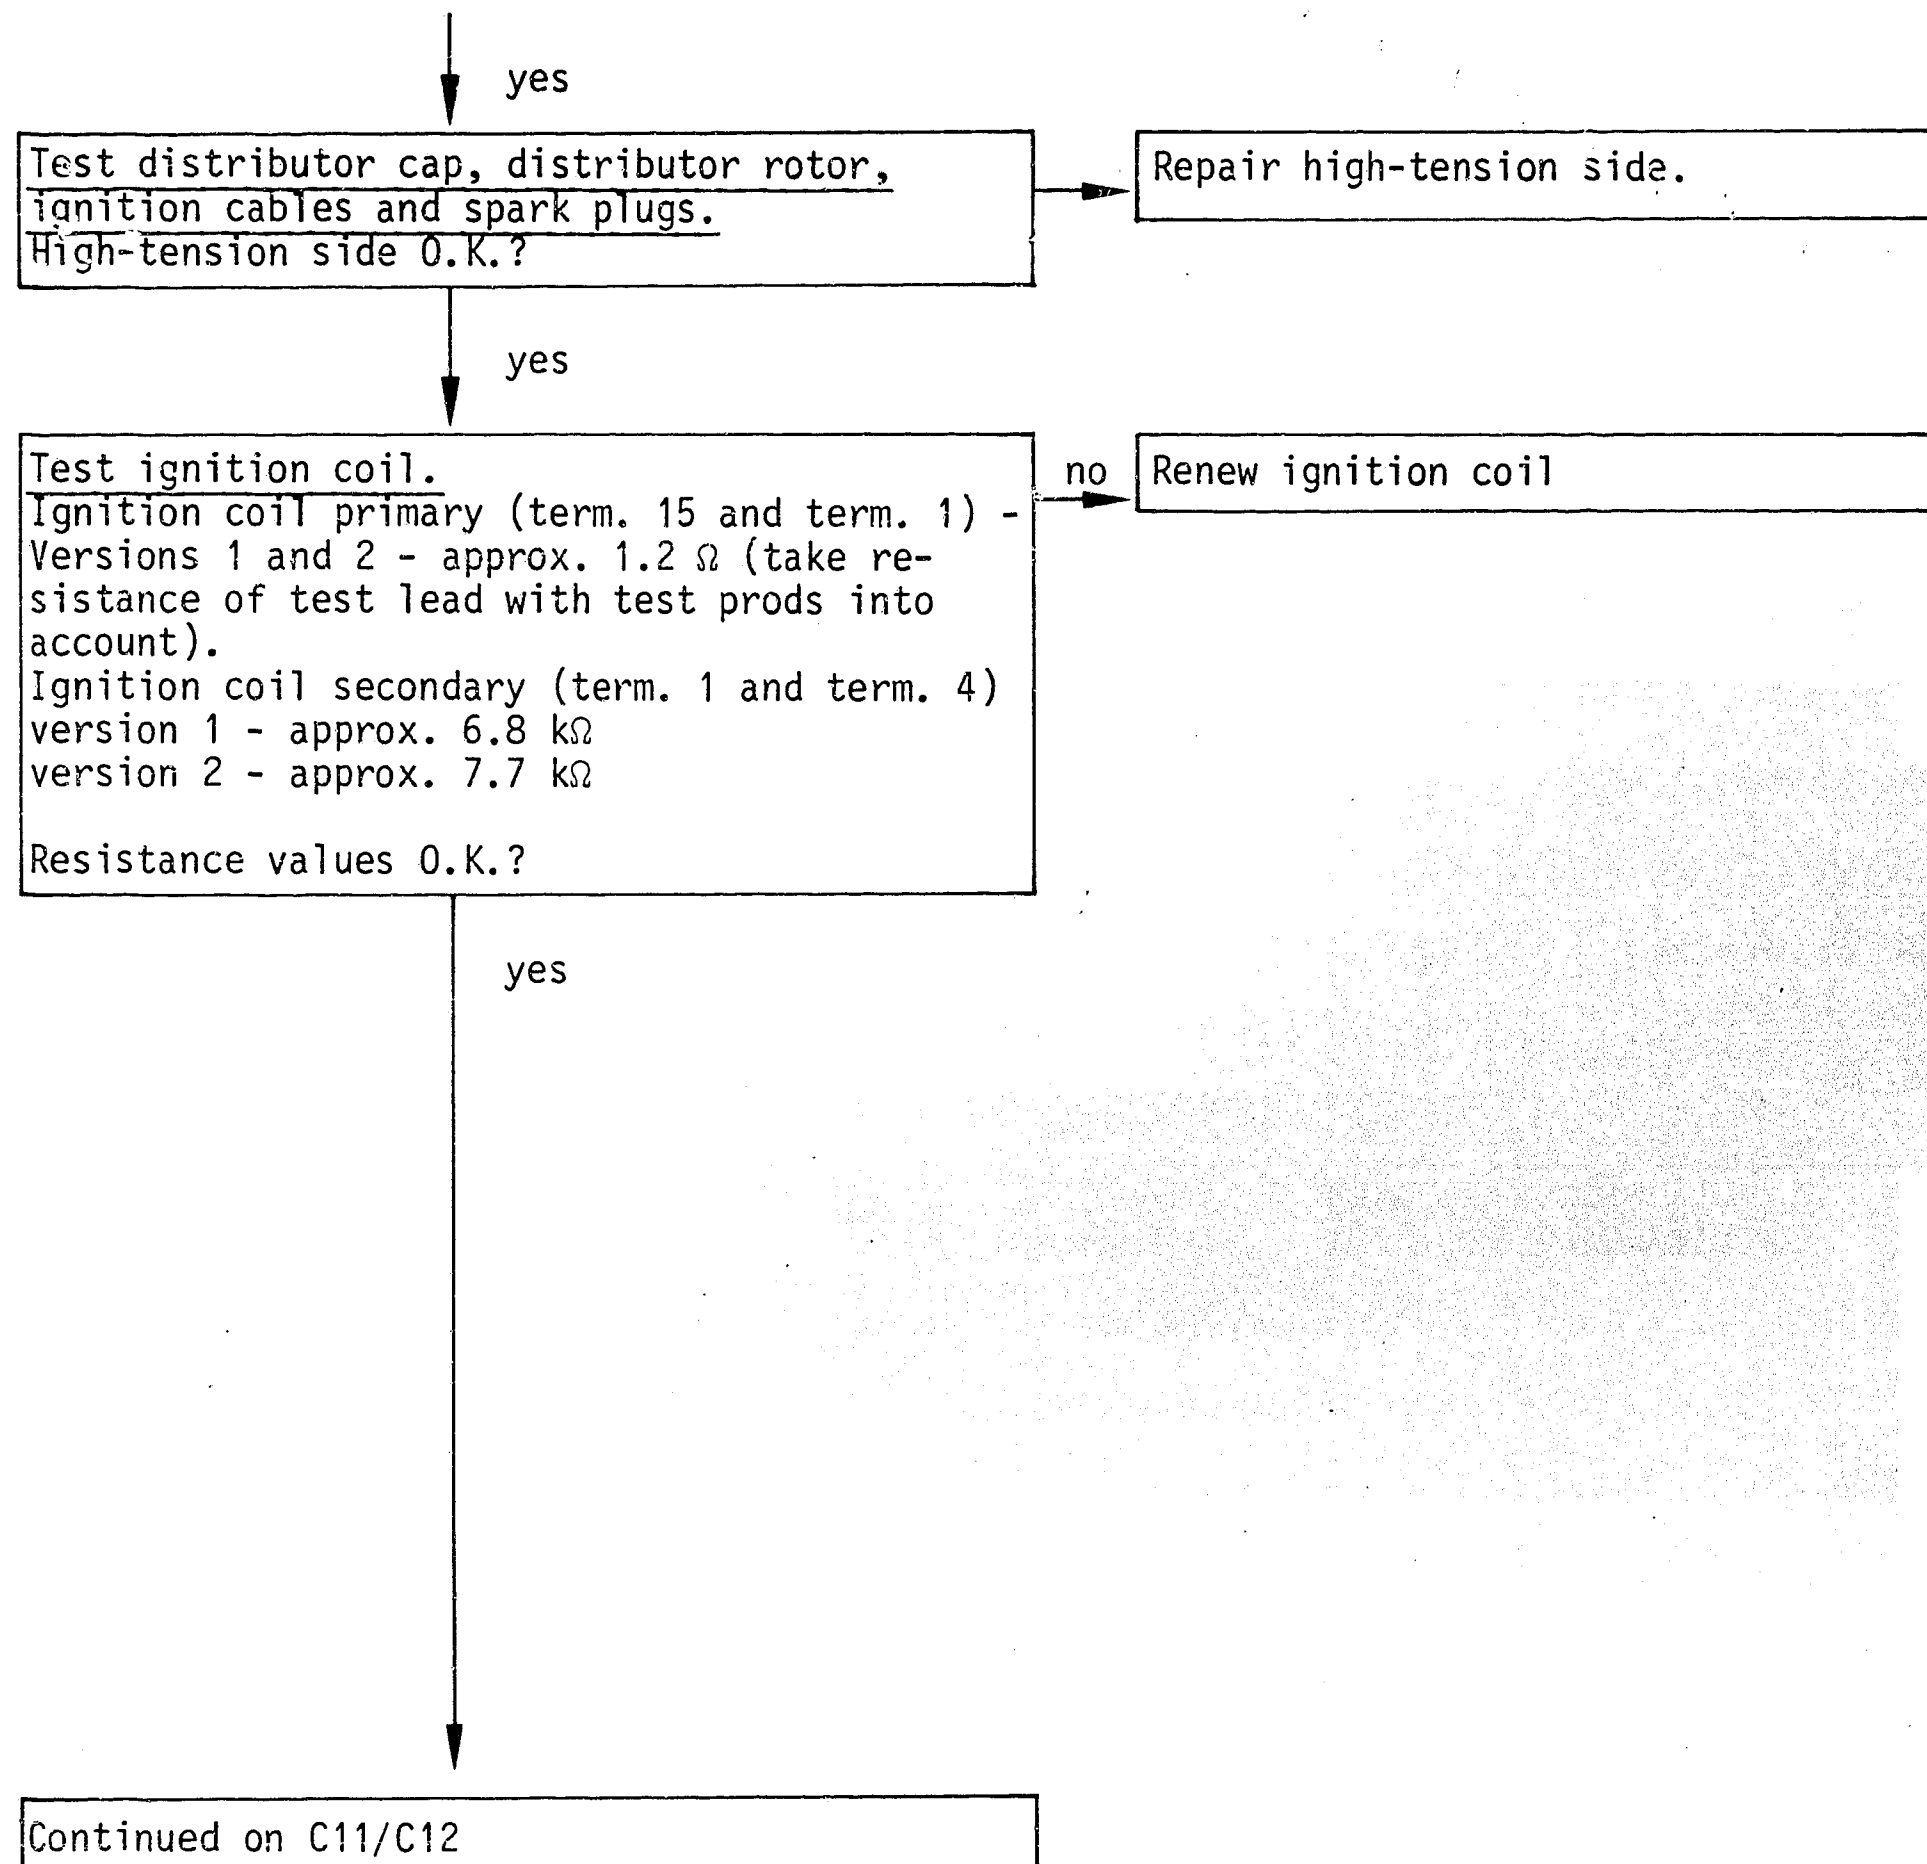 yes
Test distributor cap, distributor rotor,
ignition cables and spark plugs.
High-tension side O.K.?
Repair high-tension side.
yes
Test ignition coil.
Ignition coil primary (term. 15 and term. 1) -
Versions 1 and 2 - approx. 1.2 Ω (take re-
sistance of test lead with test prods into
account).
Ignition coil secondary (term. 1 and term. 4)
version 1 - approx. 6.8 kΩ
version 2 - approx. 7.7 kΩ
Resistance values O.K.?
no
Renew ignition coil
yes
Continued on C11/C12